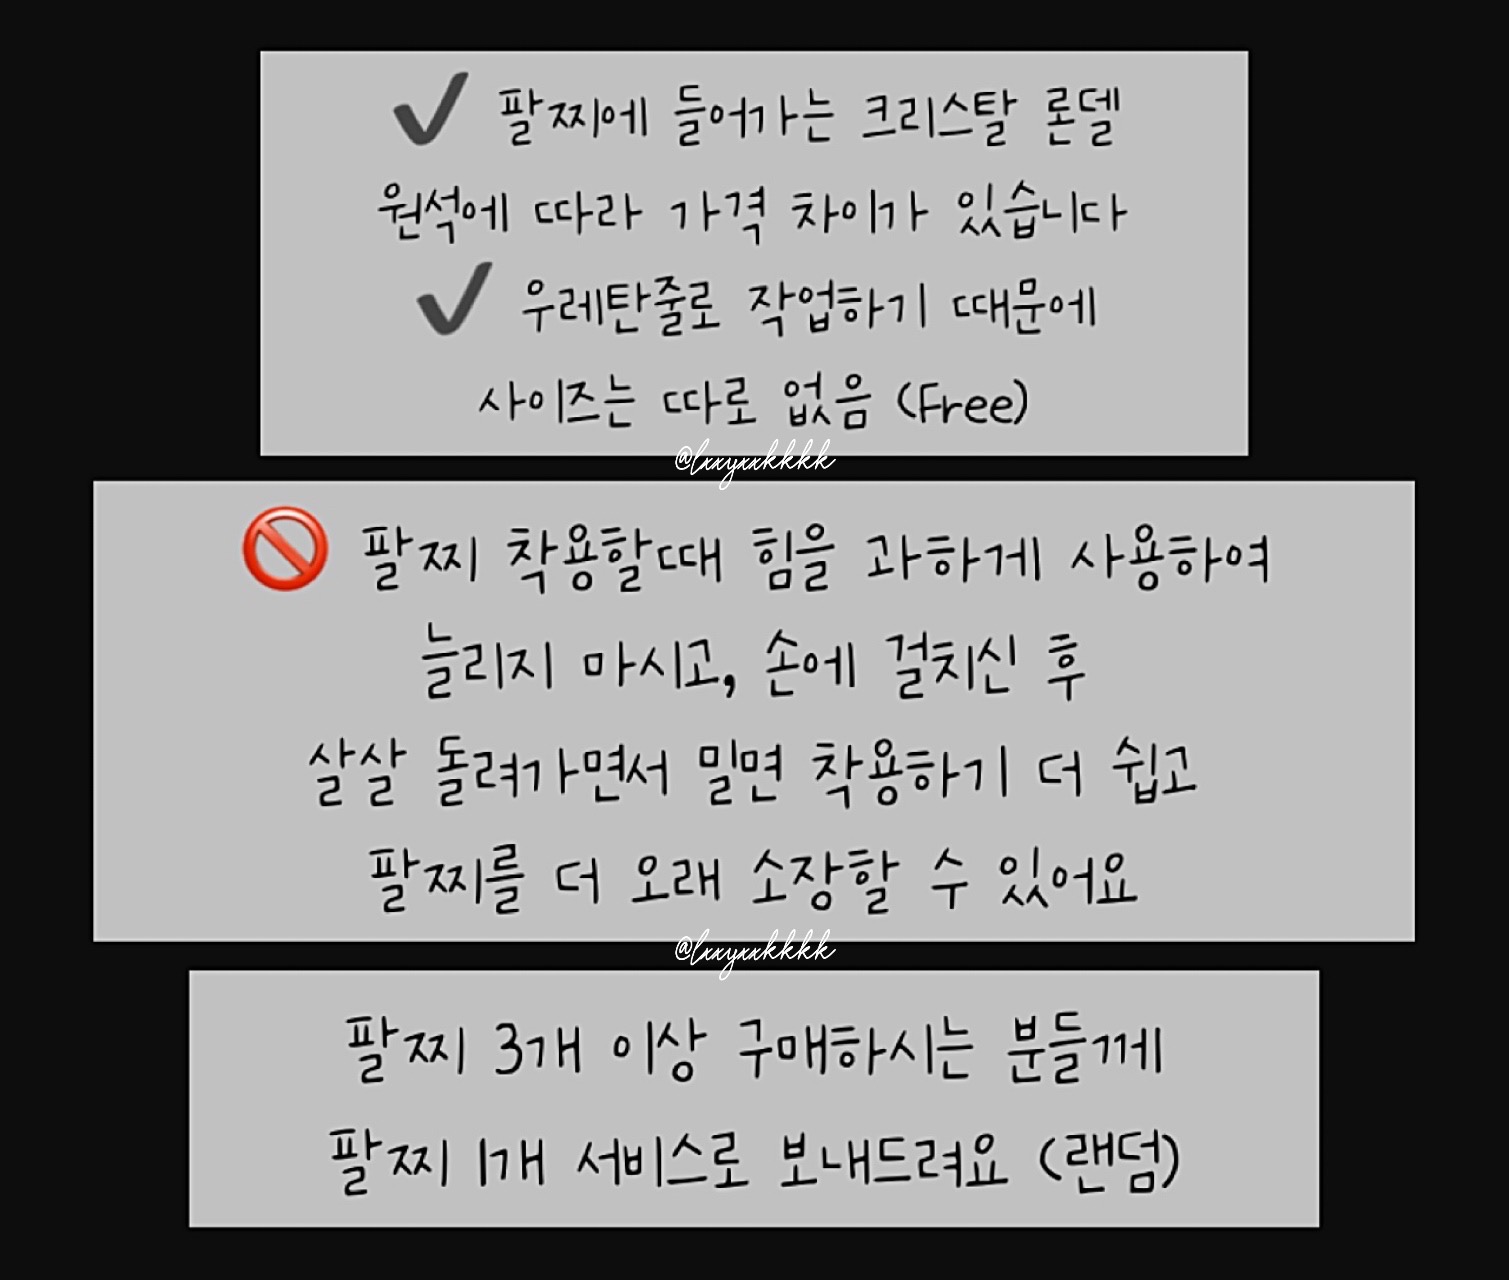 ✔ 팔찌에 들어가는 크리스탈 론델
원석에 따라 가격 차이가 있습니다
✔ 우레탄줄로 작업하기 때문에
사이즈는 따로 없음 (Free)
@lxxyxxkkkk
🚫 팔찌 착용할때 힘을 과하게 사용하여
늘리지 마시고, 손에 걸치신 후
살살 돌려가면서 밀면 착용하기 더 쉽고
팔찌를 더 오래 소장할 수 있어요
@lxxyxxkkkk
팔찌 3개 이상 구매하시는 분들께
팔찌 1개 서비스로 보내드려요 (랜덤)